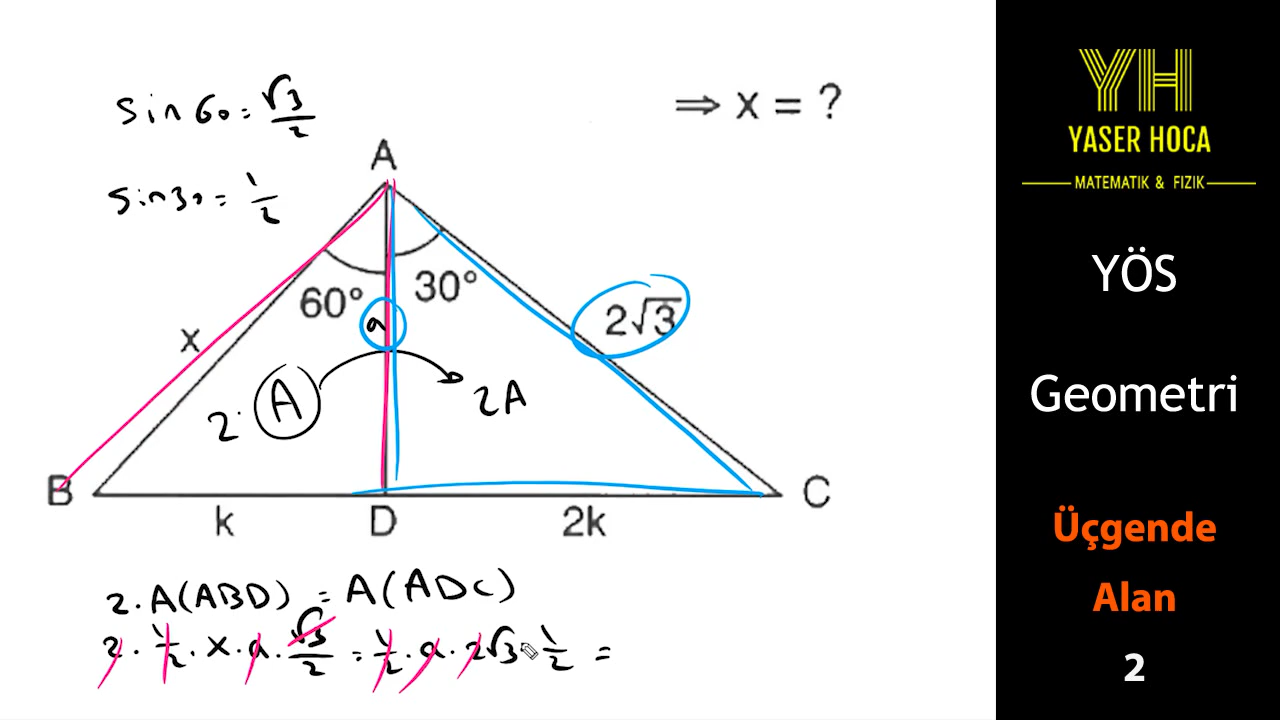 sin 60 = √3/2
sin 30 = 1/2
⇒ x = ?
A
60°
30°
x
a
2√3
2·A
2A
B
k
D
2k
C
2. A(ABD) = A(ADC)
2 · 1/2 · x · a · √3/2 = 1/2 · a · 2√3 1/2 =
YH
YASER HOCA
MATEMATIK & FIZIK
YÖS
Geometri
Üçgende
Alan
2